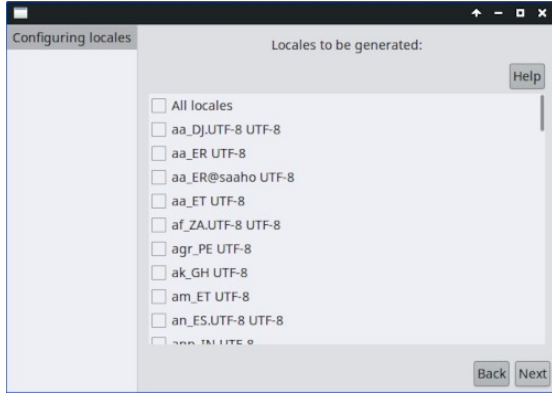 Configuring locales
Locales to be generated:
Help
All locales
aa_DJ.UTF-8 UTF-8
aa_ER UTF-8
aa_ER@saaho UTF-8
aa_ET UTF-8
af_ZA.UTF-8 UTF-8
agr_PE UTF-8
ak_GH UTF-8
am_ET UTF-8
an_ES.UTF-8 UTF-8
Back Next